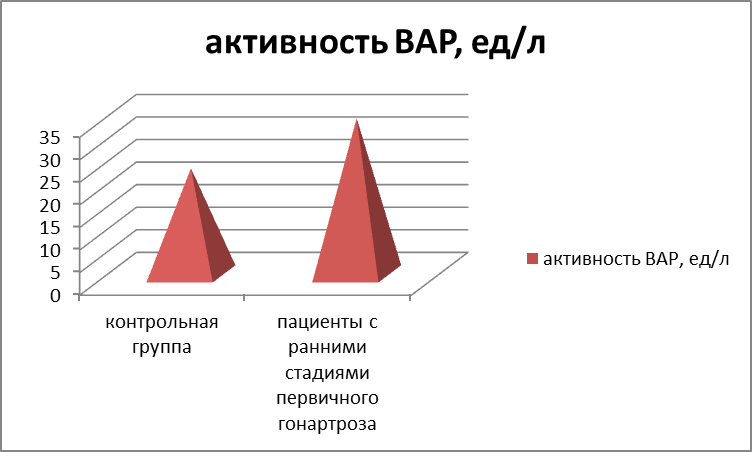 активность ВАР, ед/л
35
30
25
20
15
10
5
0
контрольная
группа
пациенты с
ранними
стадиями
первичного
гонартроза
активность ВАР, ед/л